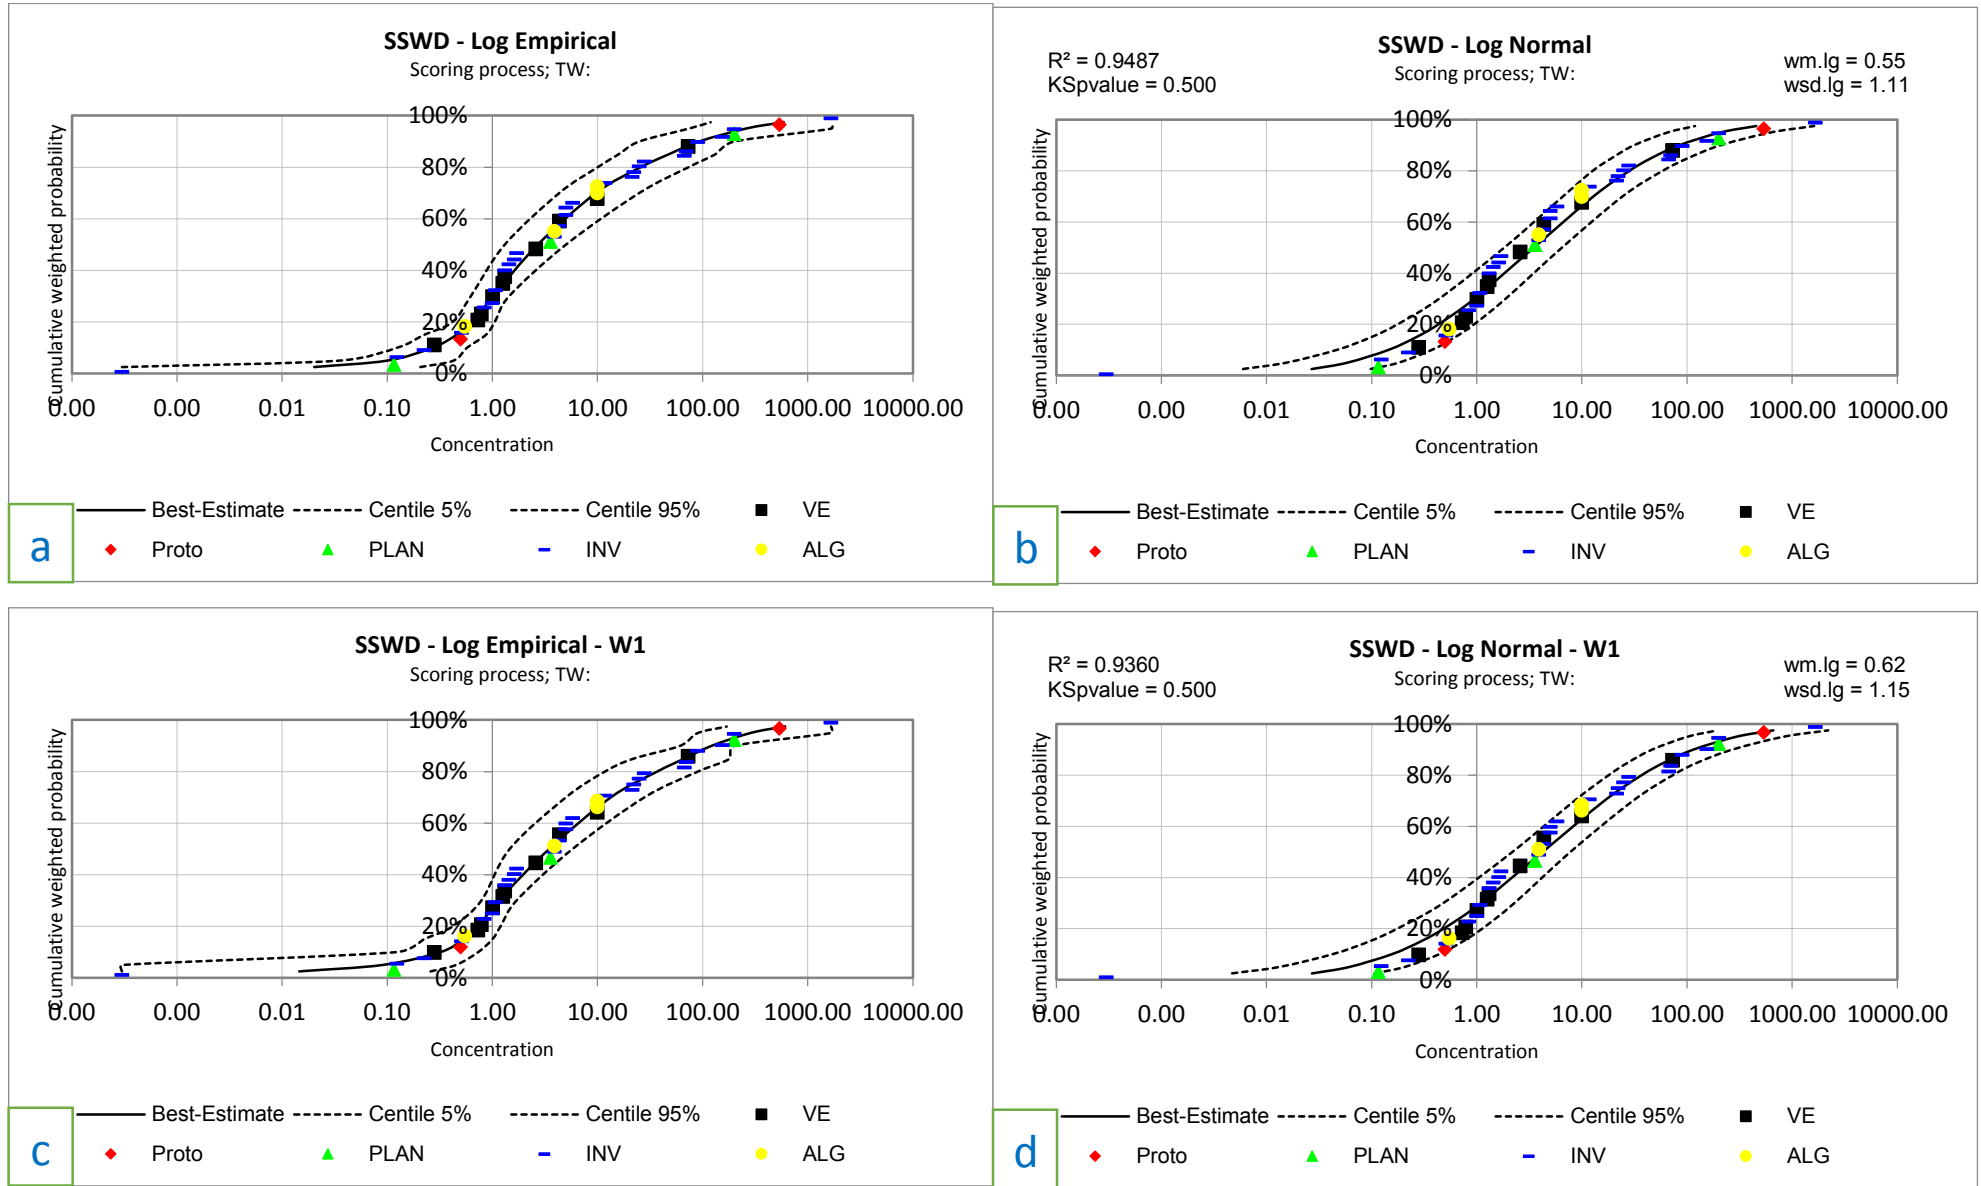 SSWD - Log Empirical
Scoring process; TW:
Cumulative weighted probability
100%
80%
60%
40%
20%
0%
0.00 0.00 0.01 0.10 1.00 10.00 100.00 1000.00 10000.00
Concentration
Best-Estimate Centile 5% Centile 95% VE
Proto PLAN INV ALG
a
SSWD - Log Normal
Scoring process; TW:
R² = 0.9487
KSpvalue = 0.500
wm.lg = 0.55
wsd.lg = 1.11
Cumulative weighted probability
100%
80%
60%
40%
20%
0%
0.00 0.00 0.01 0.10 1.00 10.00 100.00 1000.00 10000.00
Concentration
Best-Estimate Centile 5% Centile 95% VE
Proto PLAN INV ALG
b
SSWD - Log Empirical - W1
Scoring process; TW:
Cumulative weighted probability
100%
80%
60%
40%
20%
0%
0.00 0.00 0.01 0.10 1.00 10.00 100.00 1000.00 10000.00
Concentration
Best-Estimate Centile 5% Centile 95% VE
Proto PLAN INV ALG
c
SSWD - Log Normal - W1
Scoring process; TW:
R² = 0.9360
KSpvalue = 0.500
wm.lg = 0.62
wsd.lg = 1.15
Cumulative weighted probability
100%
80%
60%
40%
20%
0%
0.00 0.00 0.01 0.10 1.00 10.00 100.00 1000.00 10000.00
Concentration
Best-Estimate Centile 5% Centile 95% VE
Proto PLAN INV ALG
d